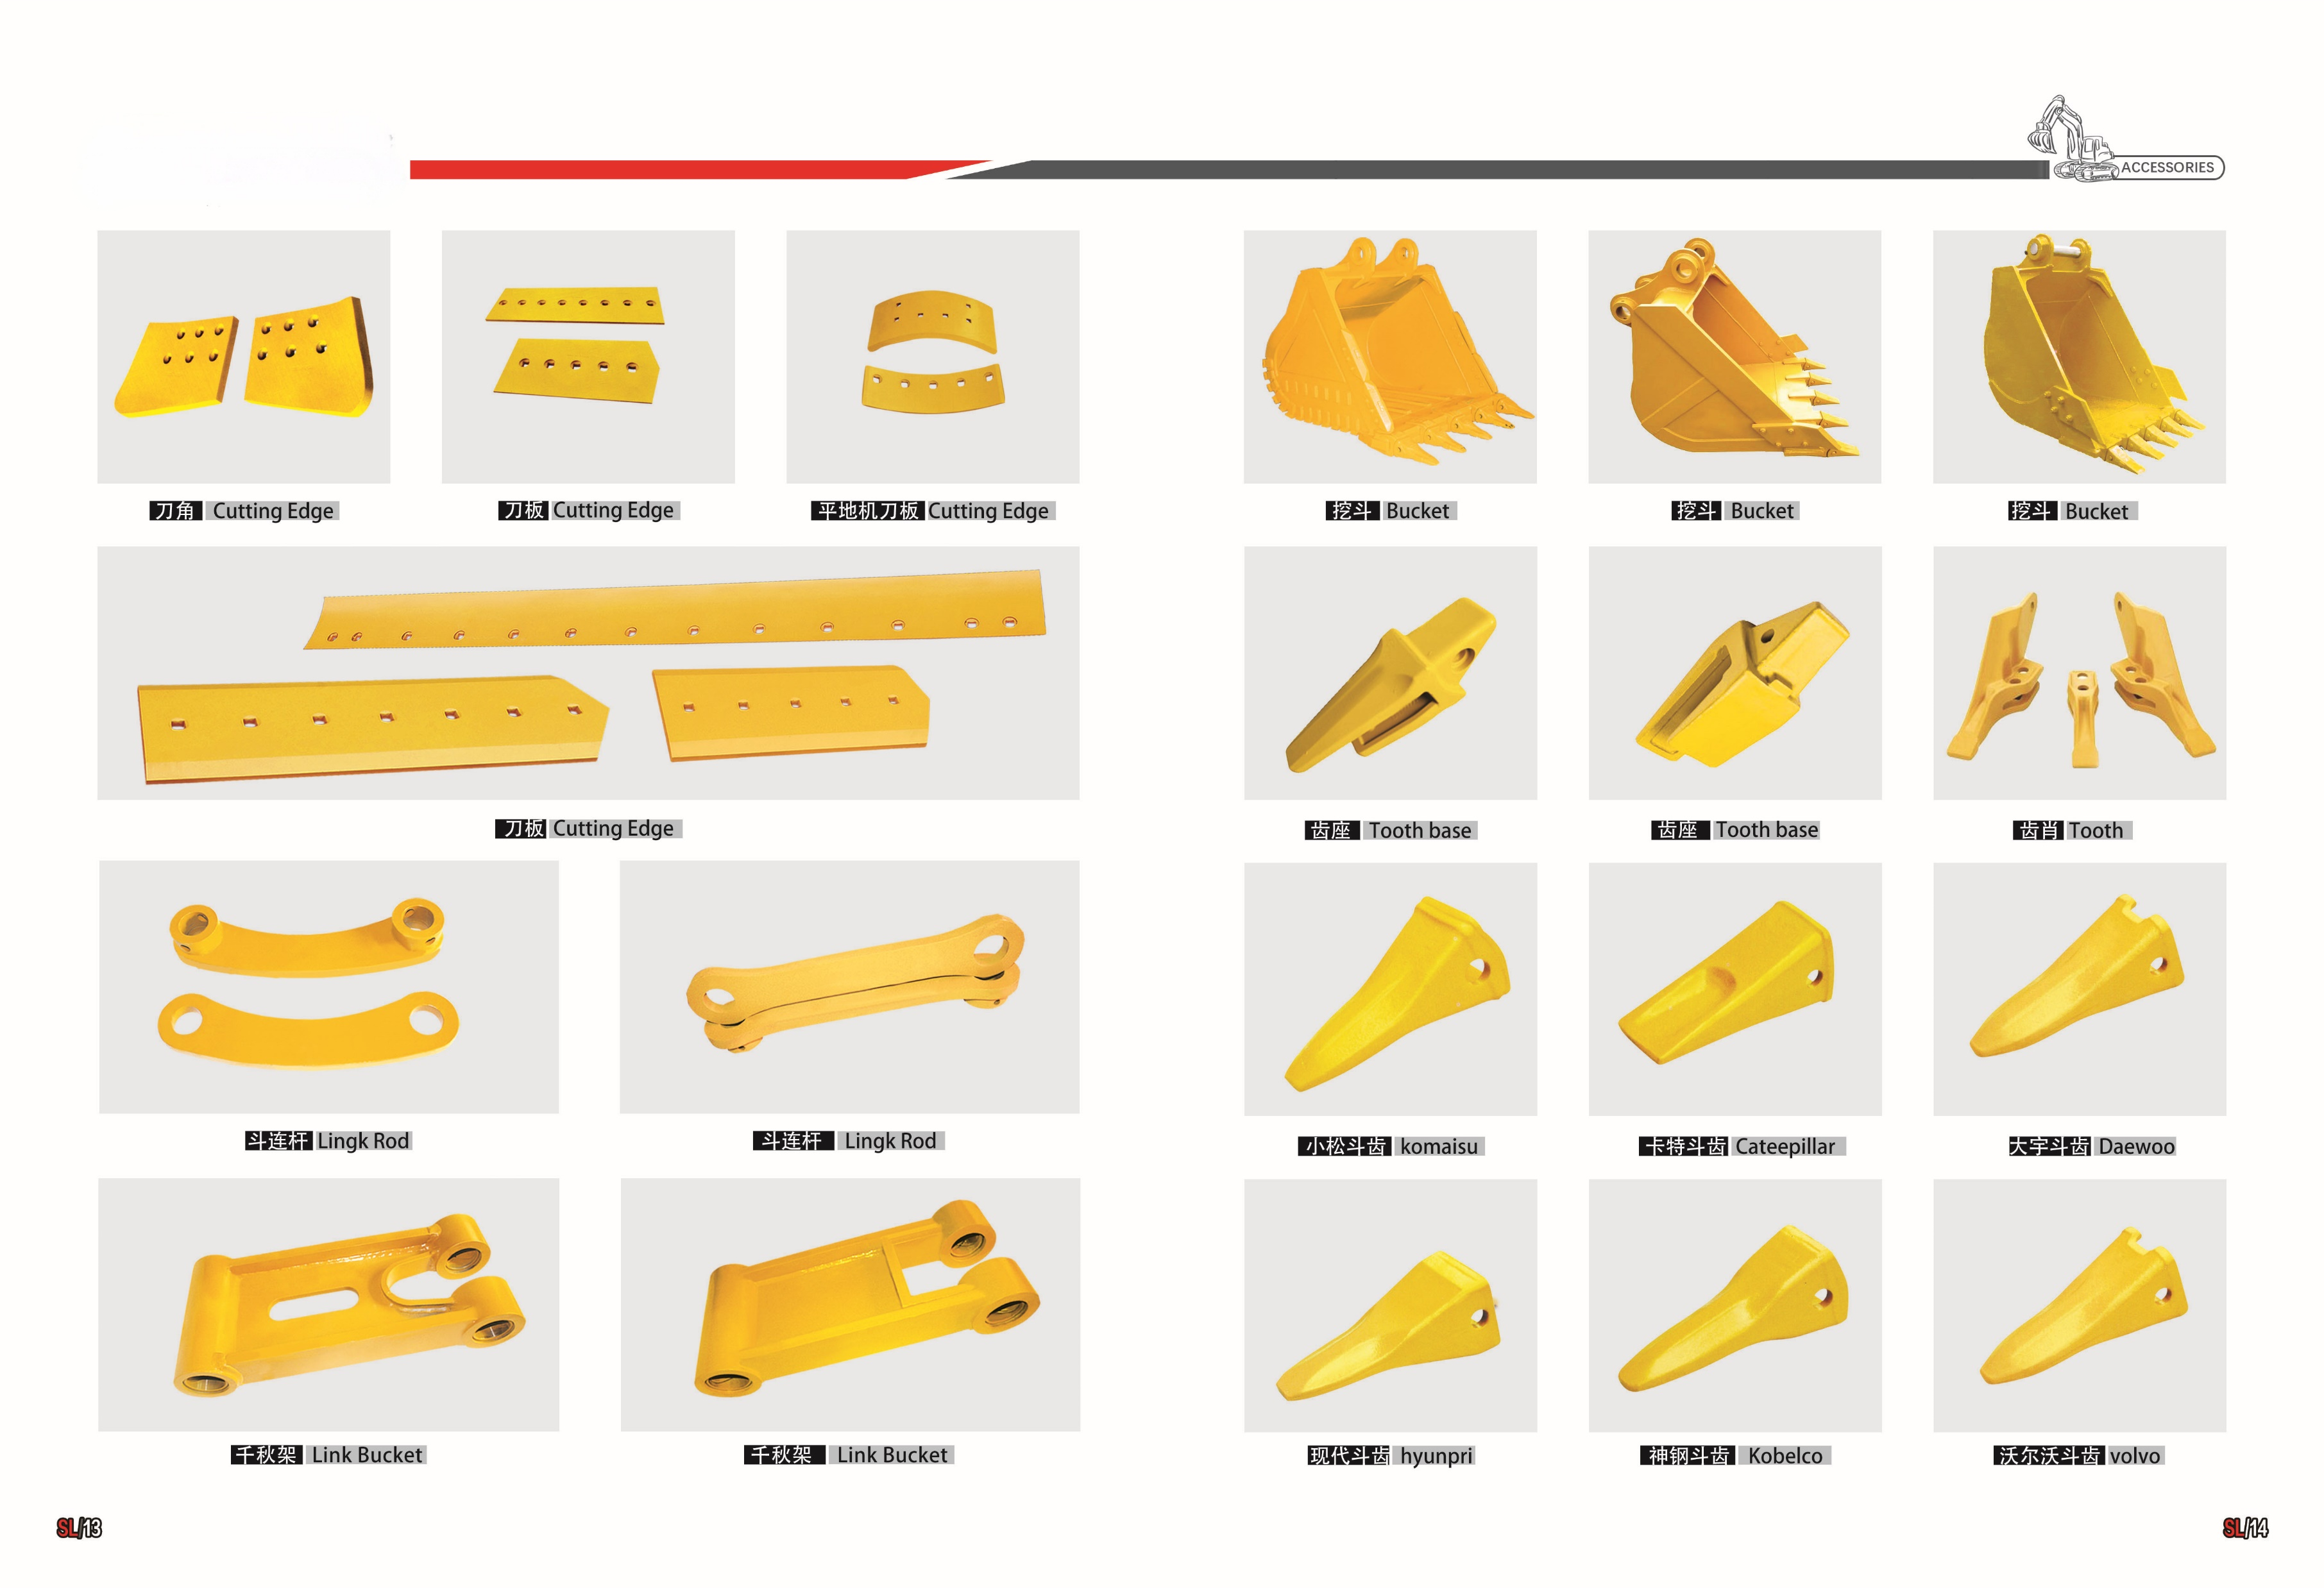 ACCESSORIES
刀角 Cutting Edge
刀板 Cutting Edge
平地机刀板 Cutting Edge
刀板 Cutting Edge
斗连杆 Lingk Rod
斗连杆 Lingk Rod
千秋架 Link Bucket
千秋架 Link Bucket
SL/13
挖斗 Bucket
挖斗 Bucket
挖斗 Bucket
齿座 Tooth base
齿座 Tooth base
齿肖 Tooth
小松斗齿 komaisu
卡特斗齿 Cateepillar
大宇斗齿 Daewoo
现代斗齿 hyunpri
神钢斗齿 Kobelco
沃尔沃斗齿 volvo
SL/14